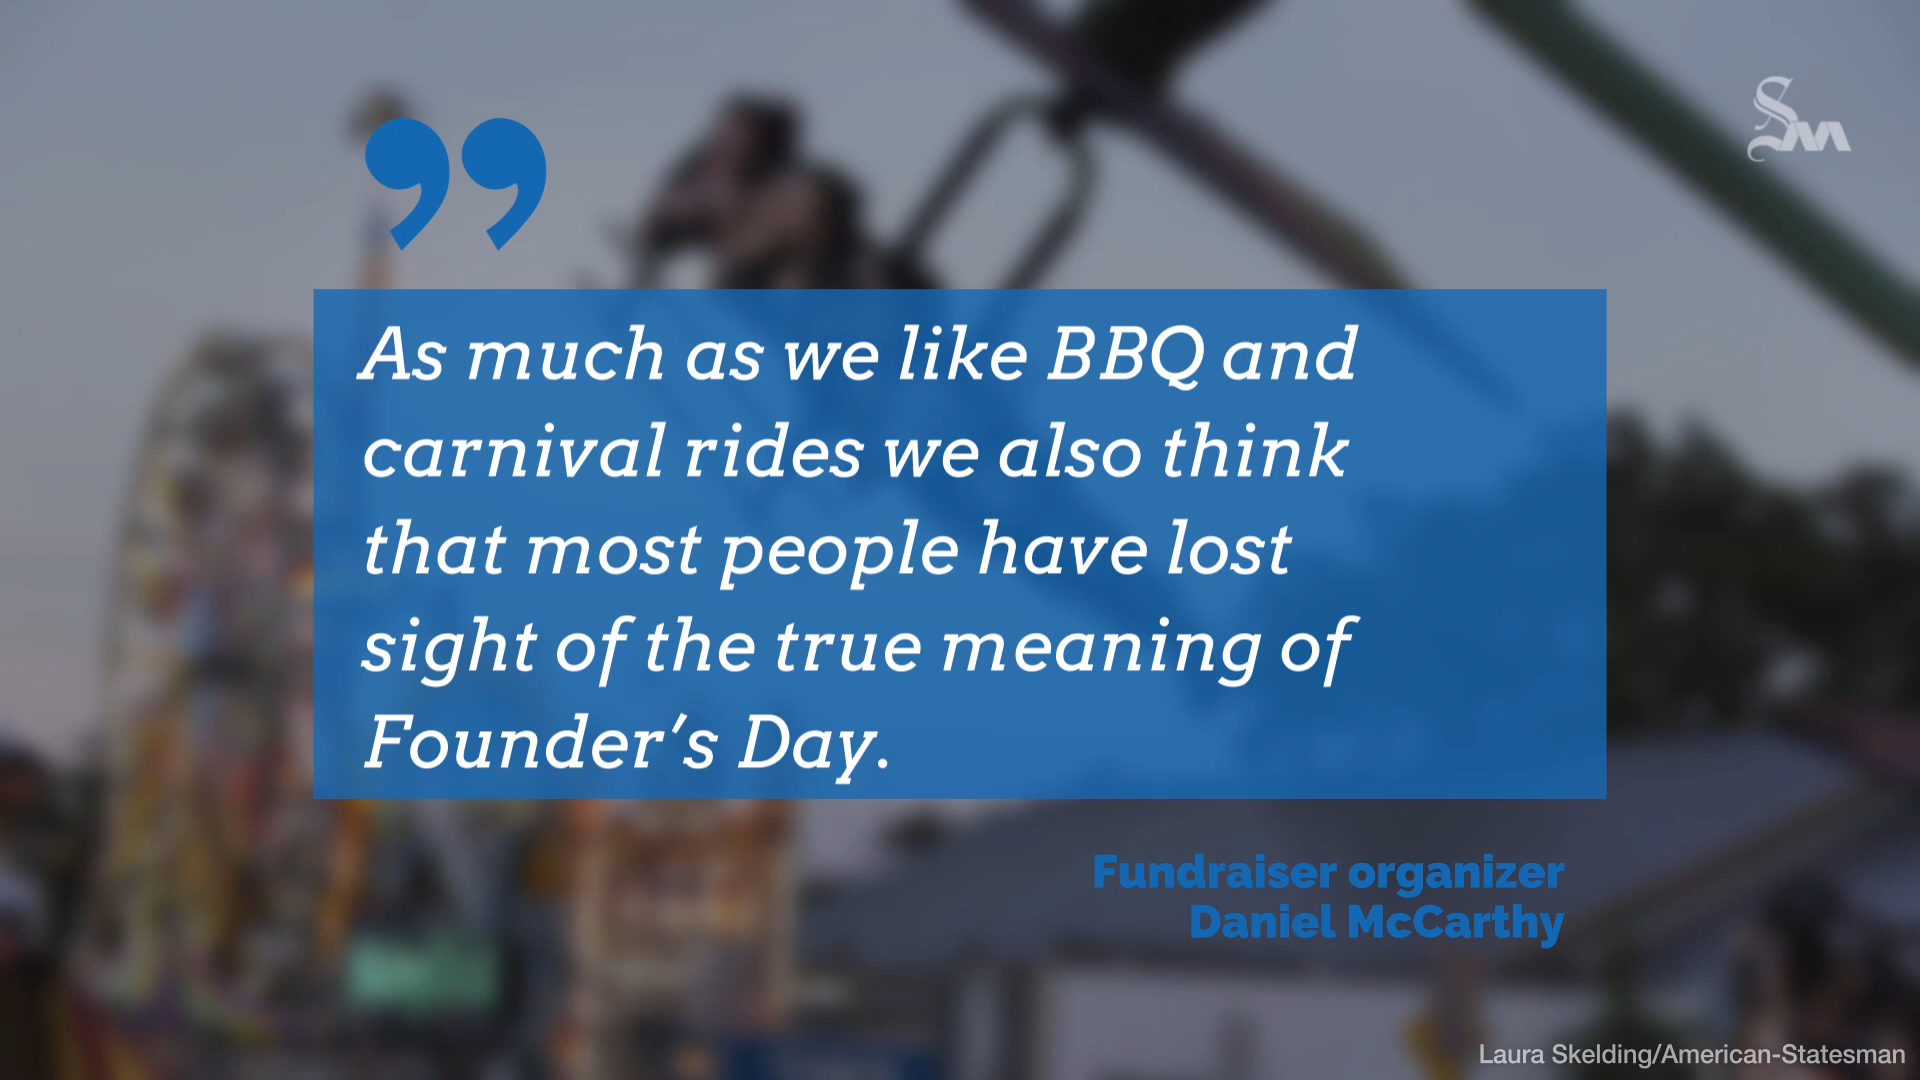 ”
As much as we like BBQ and
carnival rides we also think
that most people have lost
sight of the true meaning of
Founder’s Day.
Fundraiser organizer
Daniel McCarthy
Sm
Laura Skelding/American-Statesman